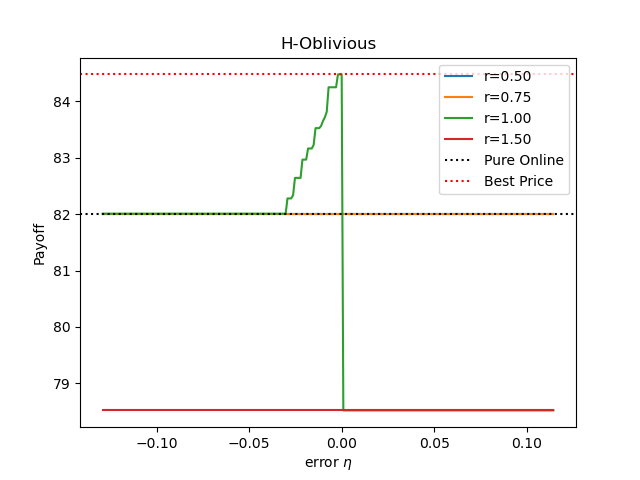 H-Oblivious
84
83
82
81
80
79
Payoff
r=0.50
r=0.75
r=1.00
r=1.50
Pure Online
Best Price
−0.10
−0.05
0.00
0.05
0.10
error η